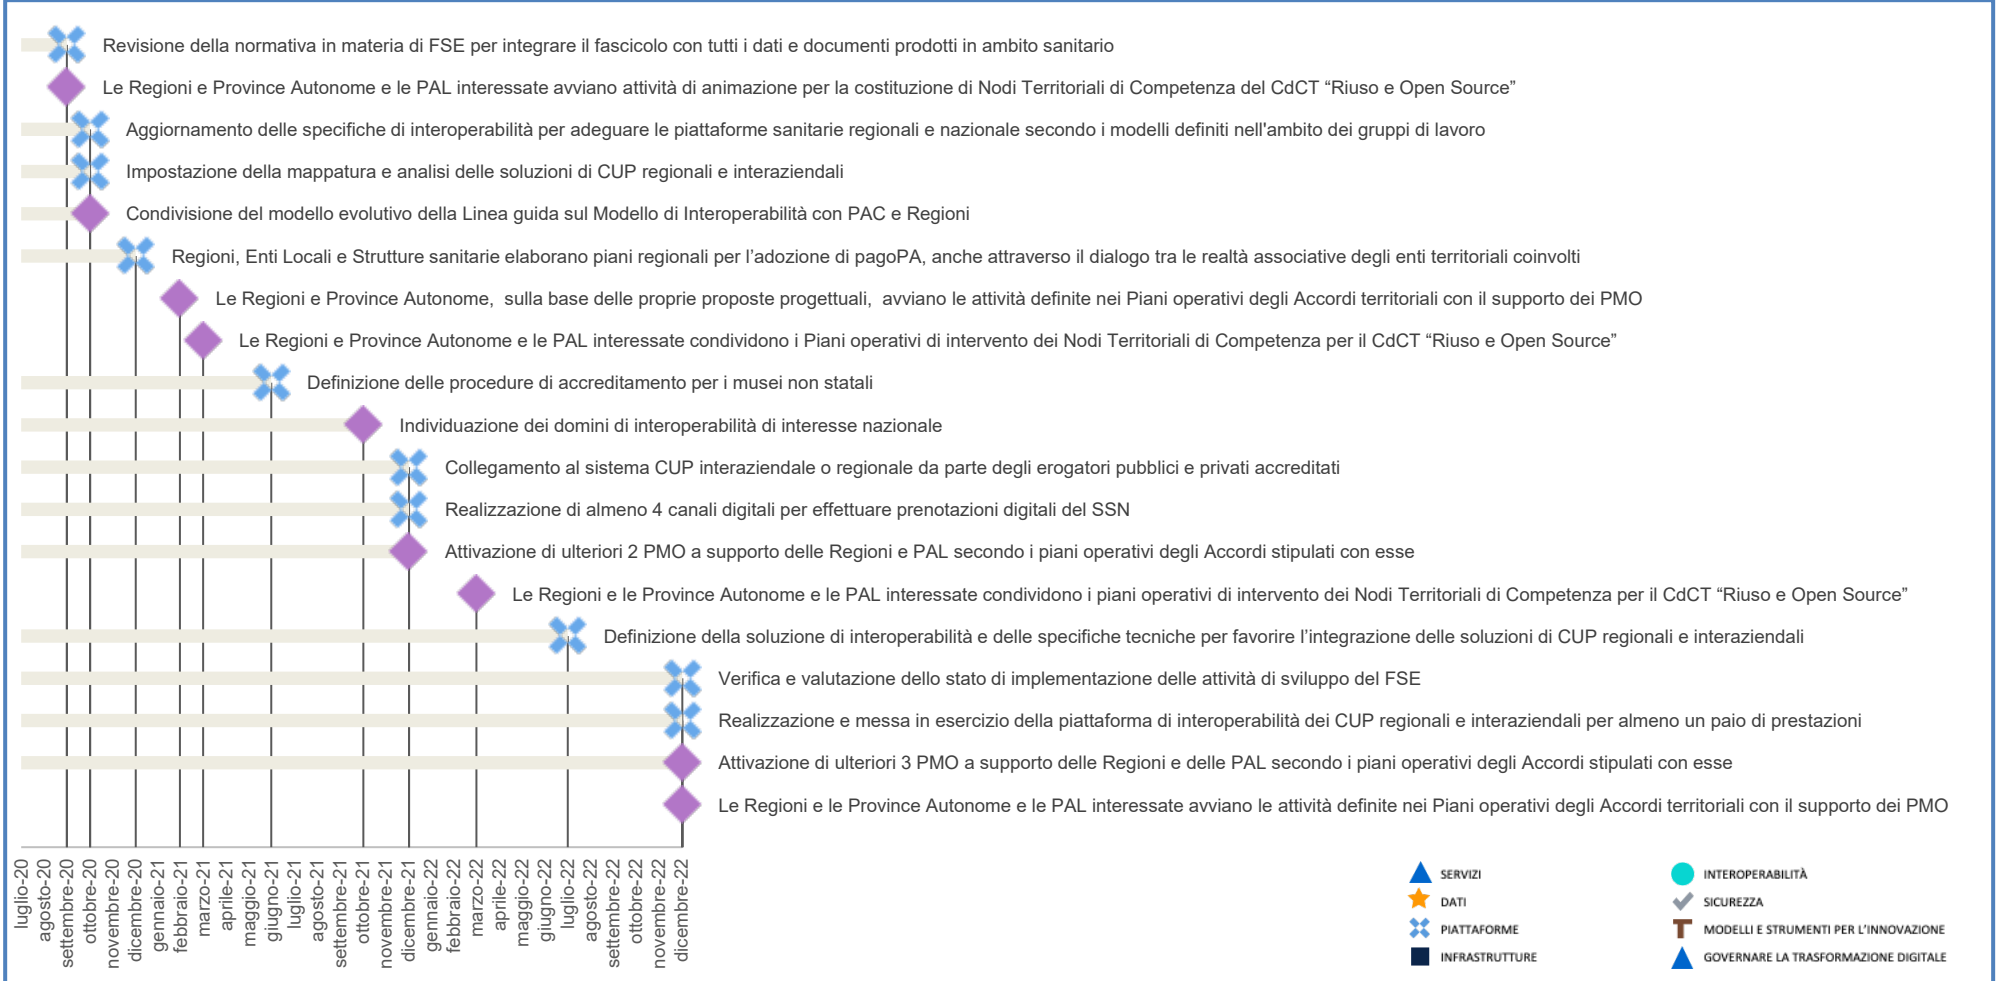 Revisione della normativa in materia di FSE per integrare il fascicolo con tutti i dati e documenti prodotti in ambito sanitario
Le Regioni e Province Autonome e le PAL interessate avviano attività di animazione per la costituzione di Nodi Territoriali di Competenza del CdCT “Riuso e Open Source”
Aggiornamento delle specifiche di interoperabilità per adeguare le piattaforme sanitarie regionali e nazionale secondo i modelli definiti nell'ambito dei gruppi di lavoro
Impostazione della mappatura e analisi delle soluzioni di CUP regionali e interaziendali
Condivisione del modello evolutivo della Linea guida sul Modello di Interoperabilità con PAC e Regioni
Regioni, Enti Locali e Strutture sanitarie elaborano piani regionali per l’adozione di pagoPA, anche attraverso il dialogo tra le realtà associative degli enti territoriali coinvolti
Le Regioni e Province Autonome, sulla base delle proprie proposte progettuali, avviano le attività definite nei Piani operativi degli Accordi territoriali con il supporto dei PMO
Le Regioni e Province Autonome e le PAL interessate condividono i Piani operativi di intervento dei Nodi Territoriali di Competenza per il CdCT “Riuso e Open Source”
Definizione delle procedure di accreditamento per i musei non statali
Individuazione dei domini di interoperabilità di interesse nazionale
Collegamento al sistema CUP interaziendale o regionale da parte degli erogatori pubblici e privati accreditati
Realizzazione di almeno 4 canali digitali per effettuare prenotazioni digitali del SSN
Attivazione di ulteriori 2 PMO a supporto delle Regioni e PAL secondo i piani operativi degli Accordi stipulati con esse
Le Regioni e le Province Autonome e le PAL interessate condividono i piani operativi di intervento dei Nodi Territoriali di Competenza per il CdCT “Riuso e Open Source”
Definizione della soluzione di interoperabilità e delle specifiche tecniche per favorire l’integrazione delle soluzioni di CUP regionali e interaziendali
Verifica e valutazione dello stato di implementazione delle attività di sviluppo del FSE
Realizzazione e messa in esercizio della piattaforma di interoperabilità dei CUP regionali e interaziendali per almeno un paio di prestazioni
Attivazione di ulteriori 3 PMO a supporto delle Regioni e delle PAL secondo i piani operativi degli Accordi stipulati con esse
Le Regioni e le Province Autonome e le PAL interessate avviano le attività definite nei Piani operativi degli Accordi territoriali con il supporto dei PMO
luglio-20
agosto-20
settembre-20
ottobre-20
novembre-20
dicembre-20
gennaio-21
febbraio-21
marzo-21
aprile-21
maggio-21
giugno-21
luglio-21
agosto-21
settembre-21
ottobre-21
novembre-21
dicembre-21
gennaio-22
febbraio-22
marzo-22
aprile-22
maggio-22
giugno-22
luglio-22
agosto-22
settembre-22
ottobre-22
novembre-22
dicembre-22
SERVIZI
DATI
PIATTAFORME
INFRASTRUTTURE
INTEROPERABILITÀ
SICUREZZA
MODELLI E STRUMENTI PER L’INNOVAZIONE
GOVERNARE LA TRASFORMAZIONE DIGITALE